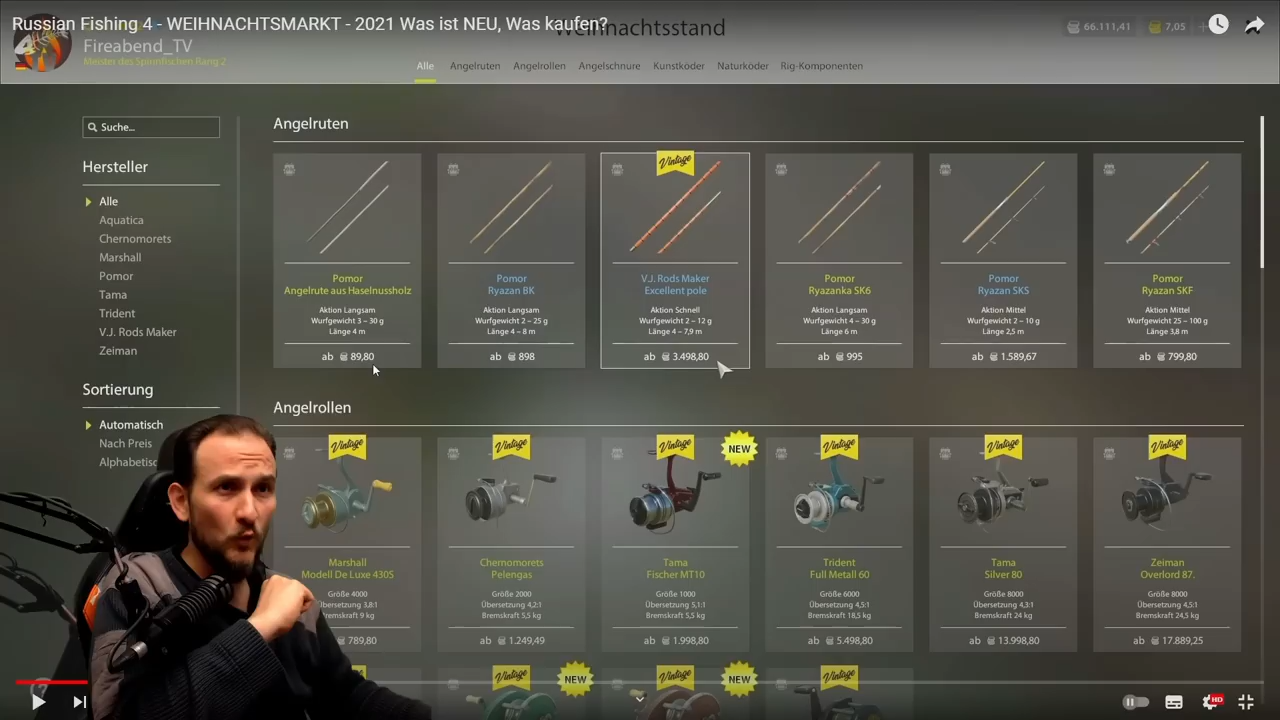 Russian Fishing 4 - WEIHNACHTSMARKT - 2021 Was ist NEU, Was kaufen?
Weihnachtsstand
66.111,41
7,05
Fireabend_TV
Meister des Spinnfischen Rang 2
Alle
Angelruten
Angelrollen
Angelschnure
Kunstköder
Naturköder
Rig-Komponenten
Suche...
Hersteller
Alle
Aquatica
Chernomorets
Marshall
Pomor
Tama
Trident
V.J. Rods Maker
Zeiman
Sortierung
Automatisch
Nach Preis
Alphabetisc
Angelruten
Pomor
Angelrute aus Haselnussholz
Aktion Langsam
Wurfgewicht 3 – 30 g
Länge 4 m
ab 89,80
Pomor
Ryazan BK
Aktion Langsam
Wurfgewicht 2 – 25 g
Länge 4 – 8 m
ab 898
Vintage
V.J. Rods Maker
Excellent pole
Aktion Schnell
Wurfgewicht 2 – 12 g
Länge 4 – 7,9 m
ab 3.498,80
Pomor
Ryazanka SK6
Aktion Langsam
Wurfgewicht 4 – 30 g
Länge 6 m
ab 995
Pomor
Ryazan SKS
Aktion Mittel
Wurfgewicht 2 – 10 g
Länge 2,5 m
ab 1.589,67
Pomor
Ryazan SKF
Aktion Mittel
Wurfgewicht 25 – 100 g
Länge 3,8 m
ab 799,80
Angelrollen
Vintage
Marshall
Modell De Luxe 430S
Größe 4000
Übersetzung 3,8:1
Bremskraft 9 kg
789,80
Vintage
Chernomorets
Pelengas
Größe 2000
Übersetzung 4,2:1
Bremskraft 5,5 kg
ab 1.249,49
Vintage
NEW
Tama
Fischer MT10
Größe 1000
Übersetzung 5,1:1
Bremskraft 5,5 kg
ab 1.998,80
Vintage
Trident
Full Metall 60
Größe 6000
Übersetzung 4,5:1
Bremskraft 18,5 kg
ab 5.498,80
Vintage
Tama
Silver 80
Größe 8000
Übersetzung 4,3:1
Bremskraft 24 kg
ab 13.998,80
Vintage
Zeiman
Overlord 87.
Größe 8000
Übersetzung 4,5:1
Bremskraft 24,5 kg
ab 17.889,25
Vintage
NEW
Vintage
NEW
Vintage
HD